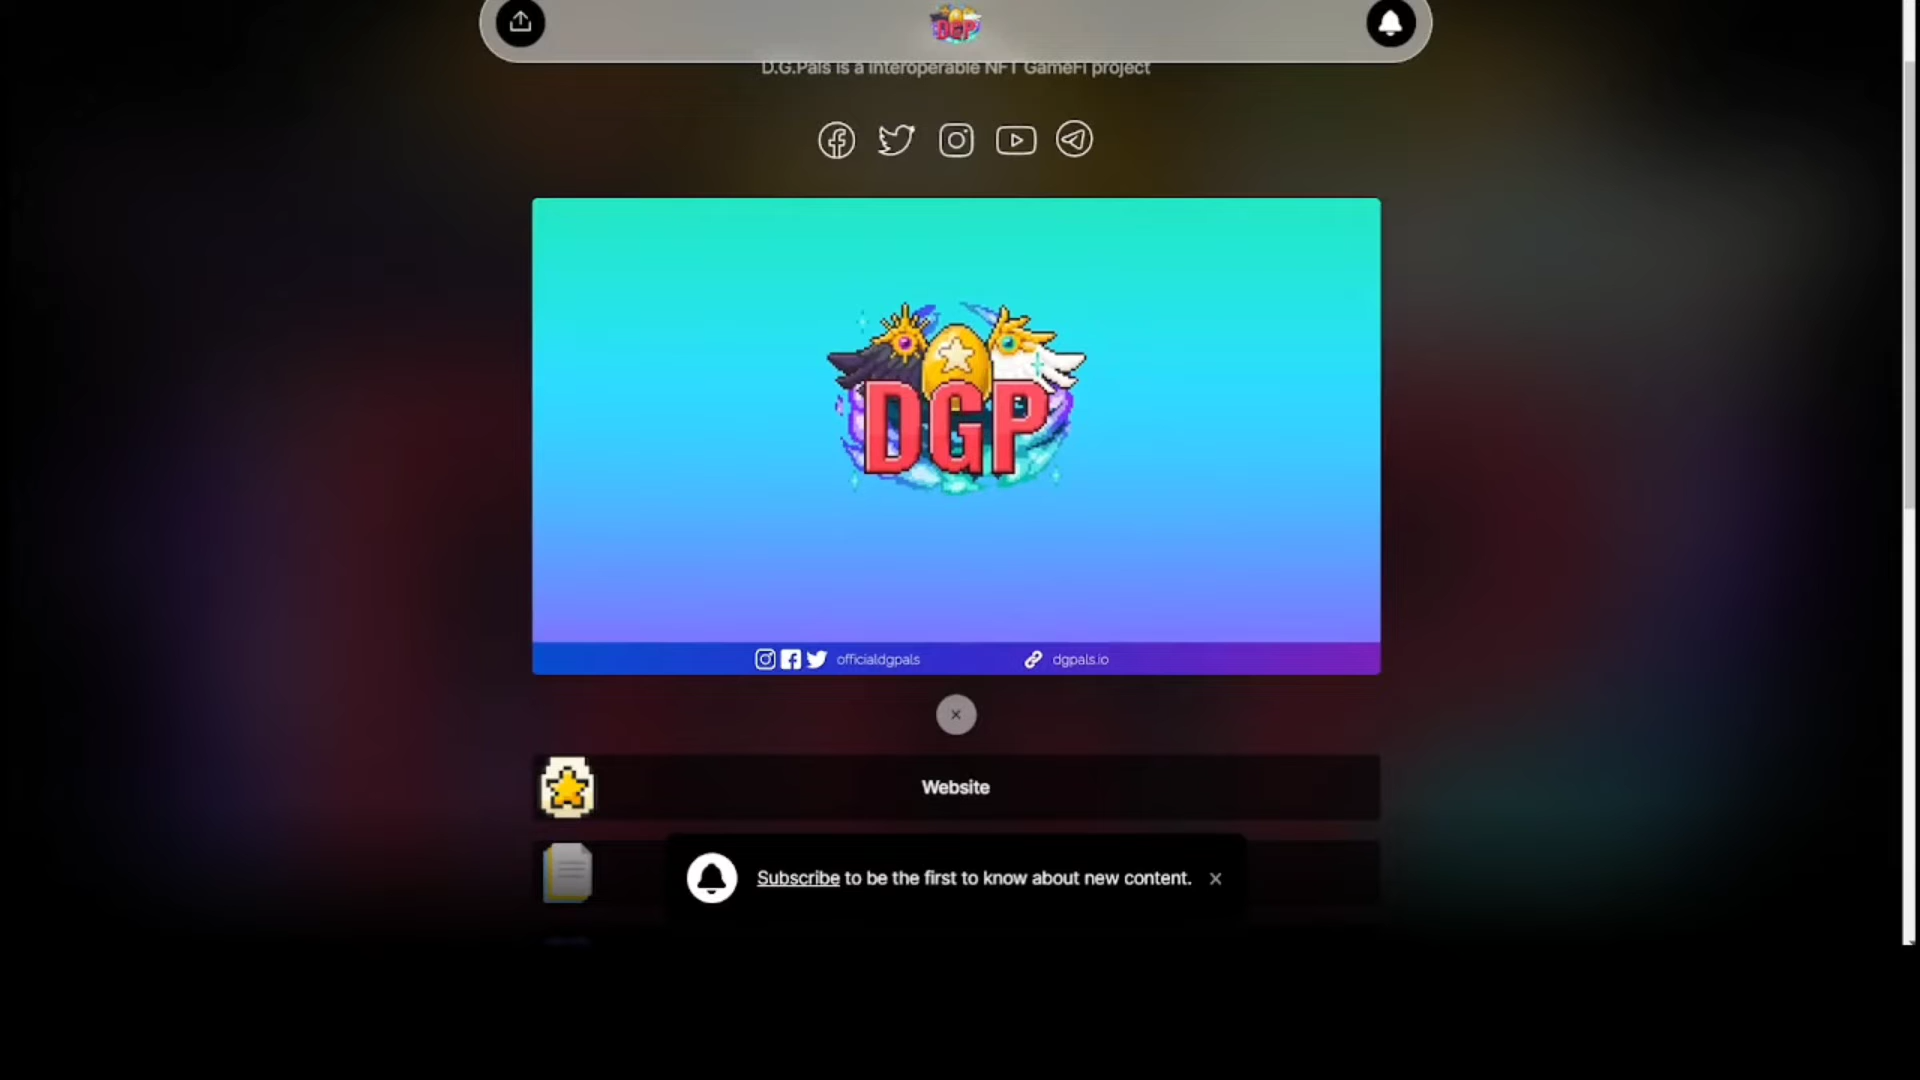 DGP
D.G.Pals is a interoperable NFT GameFi project
DGP
officialdgpals
dgpals.io
Website
Subscribe to be the first to know about new content.